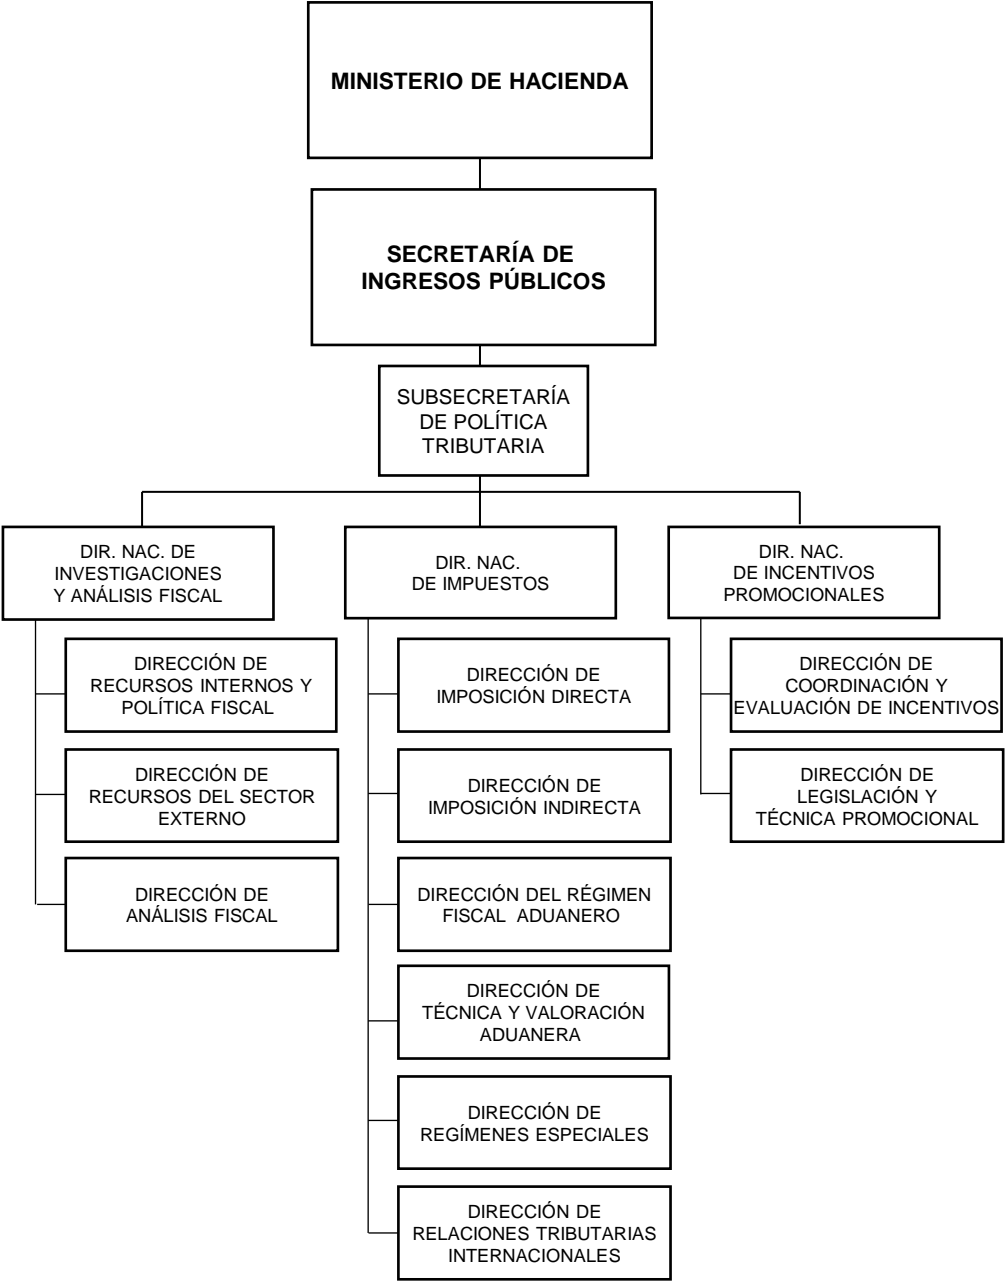 MINISTERIO DE HACIENDA
SECRETARÍA DE
INGRESOS PÚBLICOS
SUBSECRETARÍA
DE POLÍTICA
TRIBUTARIA
DIR. NAC. DE
INVESTIGACIONES
Y ANÁLISIS FISCAL
DIRECCIÓN DE
RECURSOS INTERNOS Y
POLÍTICA FISCAL
DIRECCIÓN DE
RECURSOS DEL SECTOR
EXTERNO
DIRECCIÓN DE
ANÁLISIS FISCAL
DIR. NAC.
DE IMPUESTOS
DIRECCIÓN DE
IMPOSICIÓN DIRECTA
DIRECCIÓN DE
IMPOSICIÓN INDIRECTA
DIRECCIÓN DEL RÉGIMEN
FISCAL ADUANERO
DIRECCIÓN DE
TÉCNICA Y VALORACIÓN
ADUANERA
DIRECCIÓN DE
REGÍMENES ESPECIALES
DIRECCIÓN DE
RELACIONES TRIBUTARIAS
INTERNACIONALES
DIR. NAC.
DE INCENTIVOS
PROMOCIONALES
DIRECCIÓN DE
COORDINACIÓN Y
EVALUACIÓN DE INCENTIVOS
DIRECCIÓN DE
LEGISLACIÓN Y
TÉCNICA PROMOCIONAL